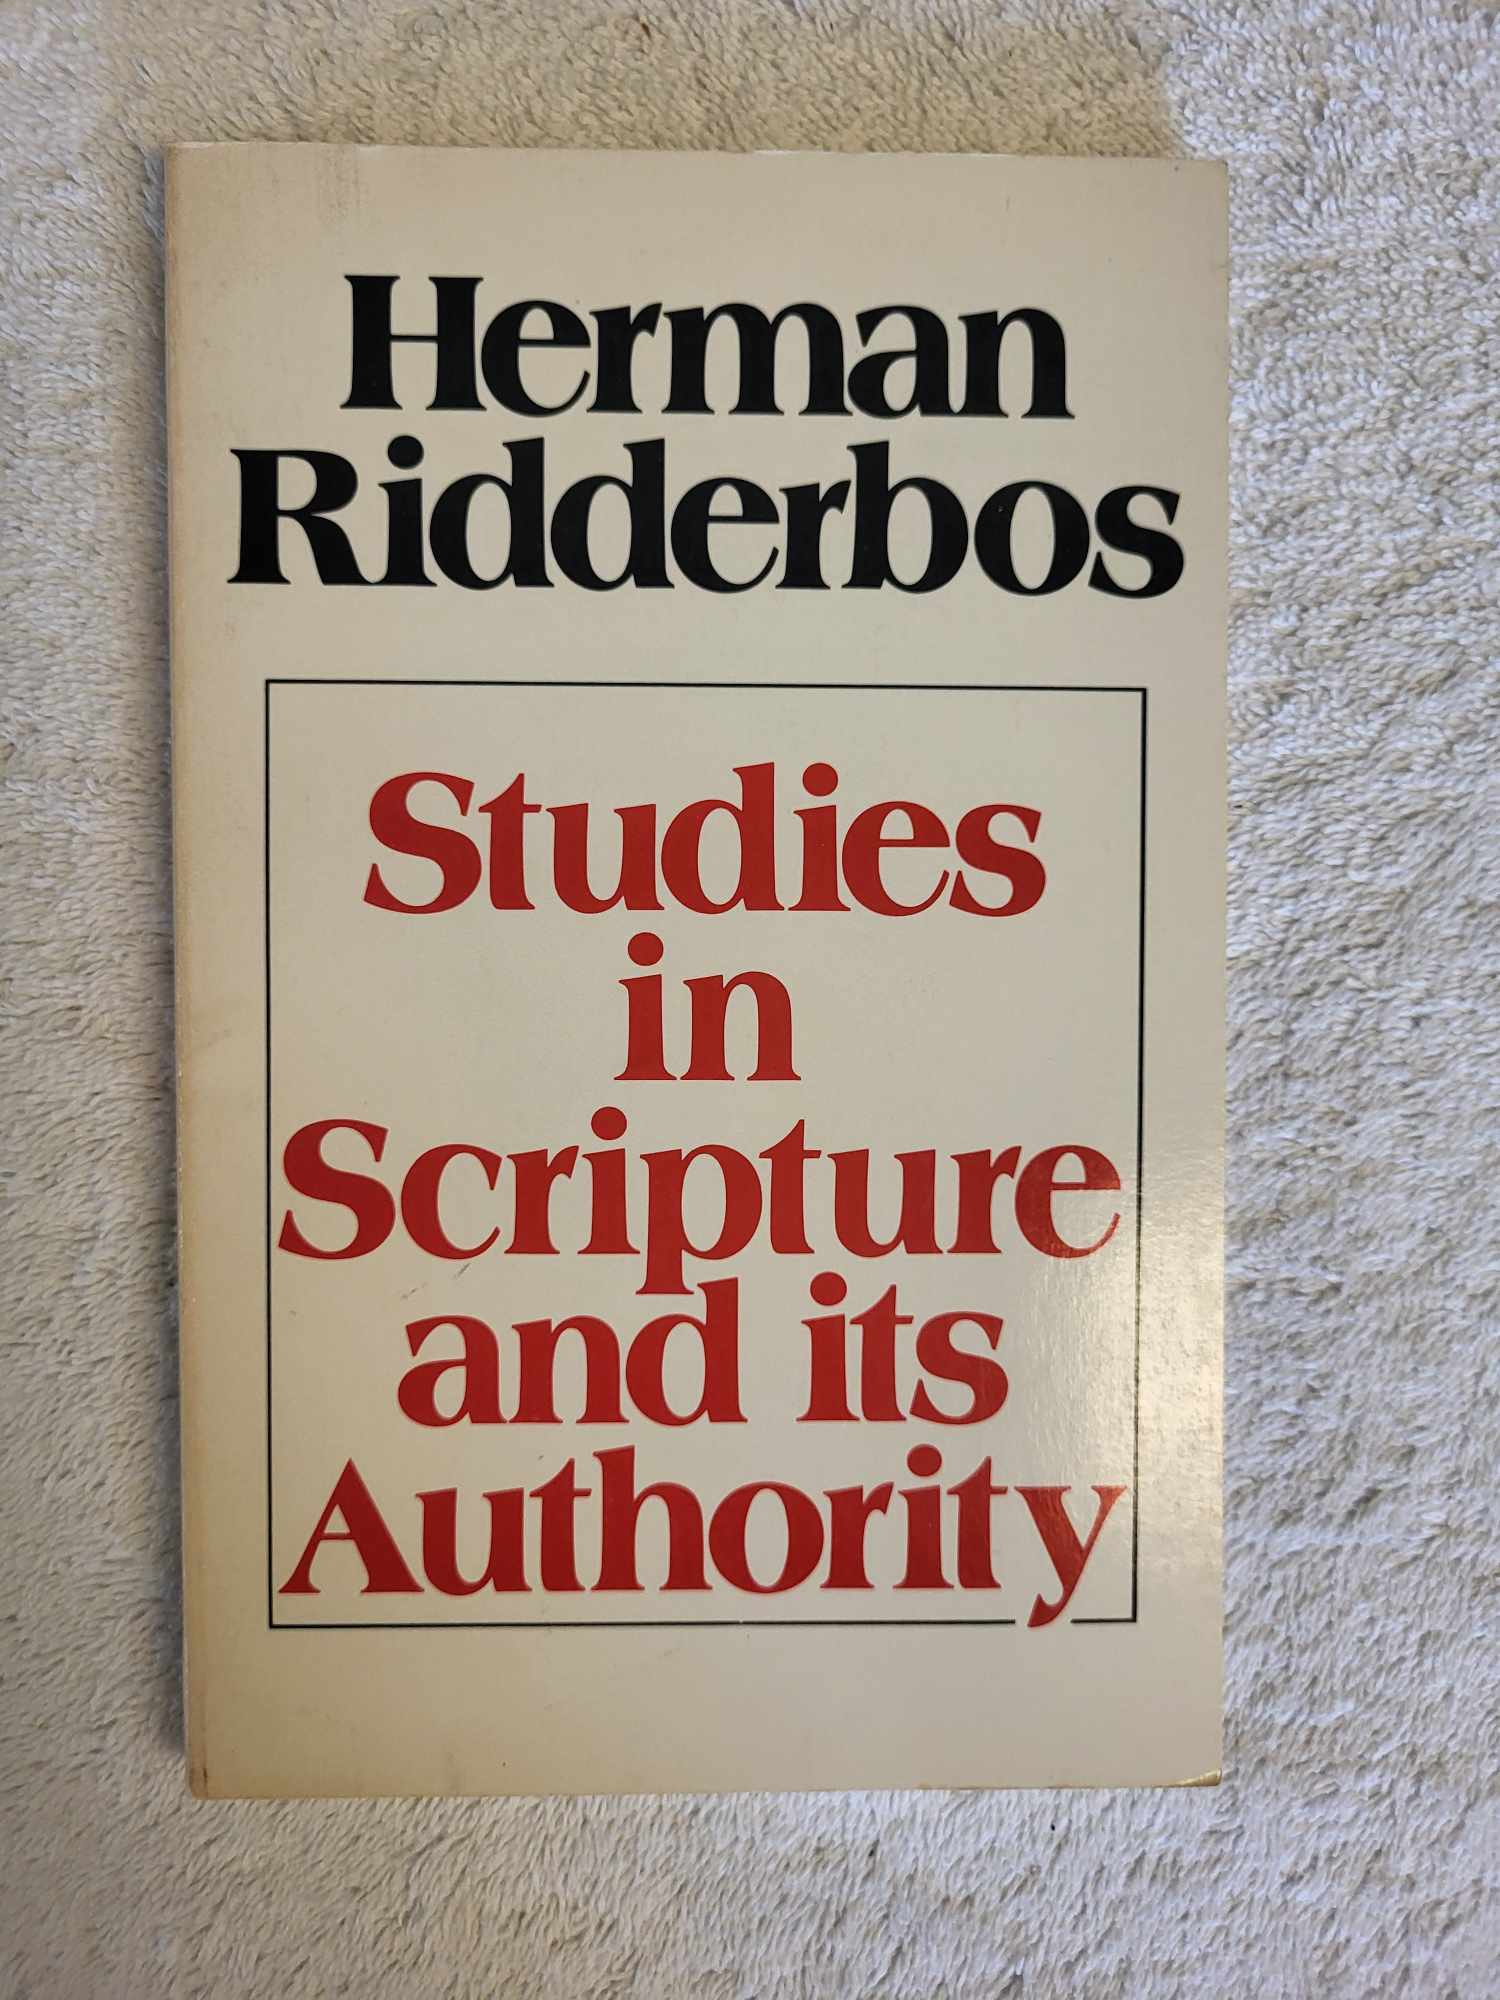 Herman
Ridderbos
Studies
in
Scripture
and its
Authority